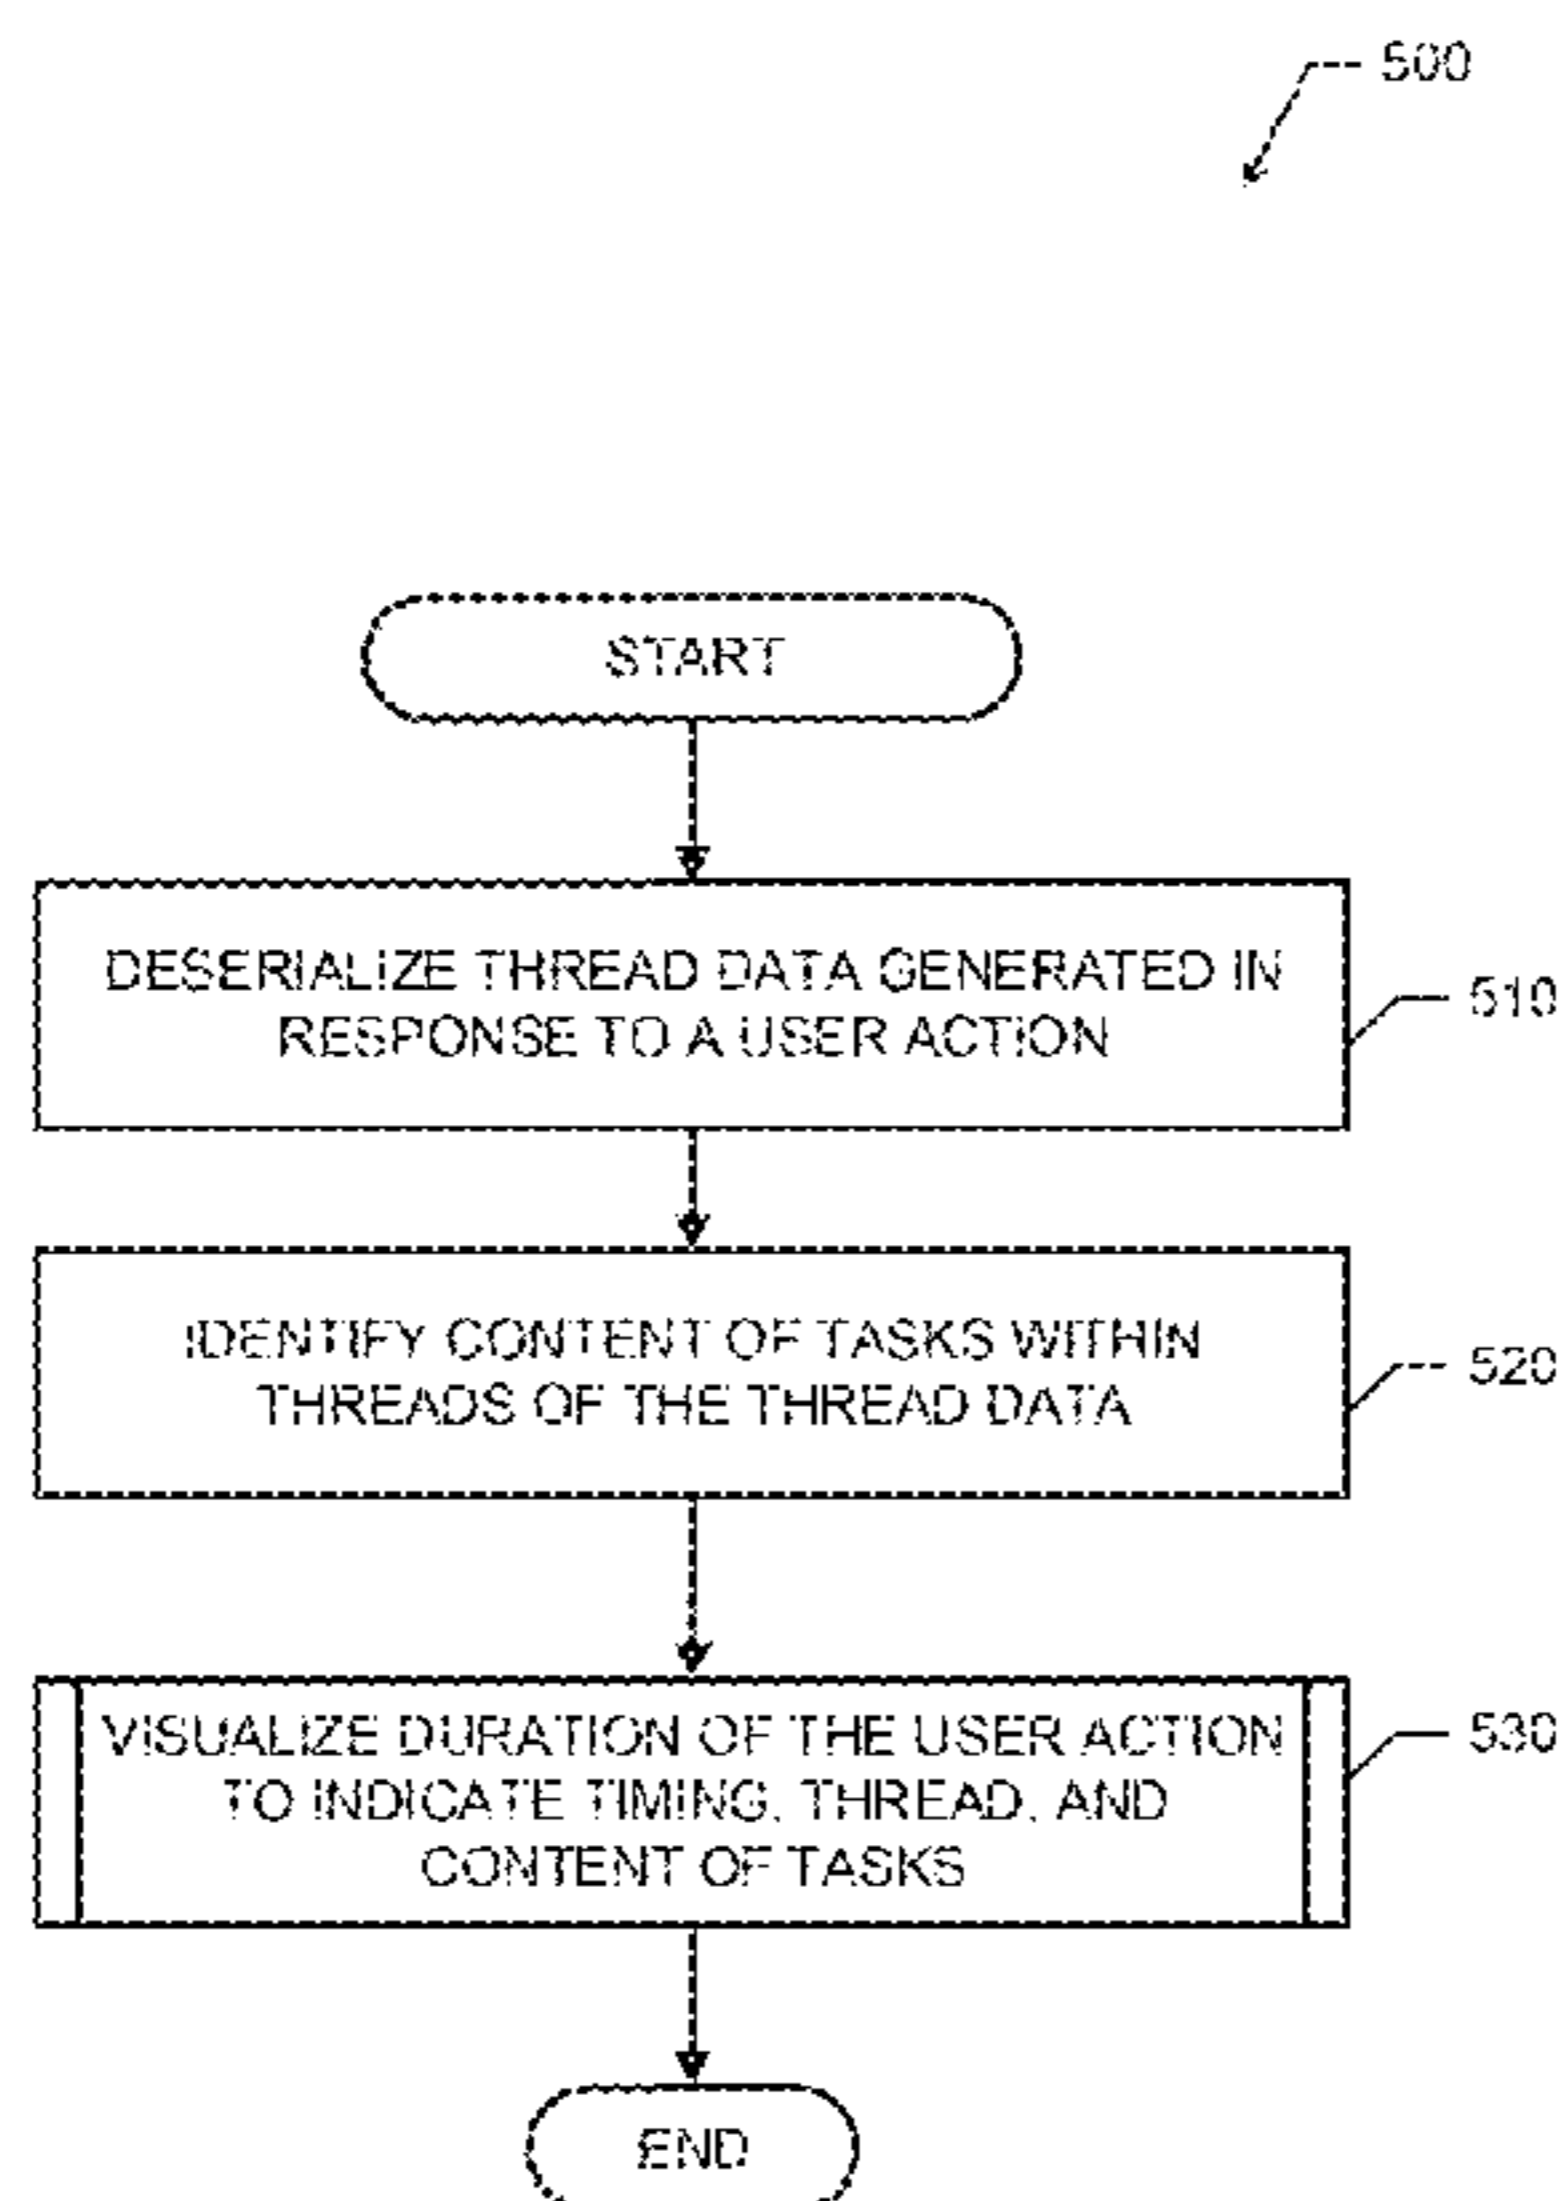 500
START
DESERIALIZE THREAD DATA GENERATED IN
RESPONSE TO A USER ACTION
510
IDENTIFY CONTENT OF TASKS WITHIN
THREADS OF THE THREAD DATA
520
VISUALIZE DURATION OF THE USER ACTION
TO INDICATE TIMING, THREAD, AND
CONTENT OF TASKS
530
END